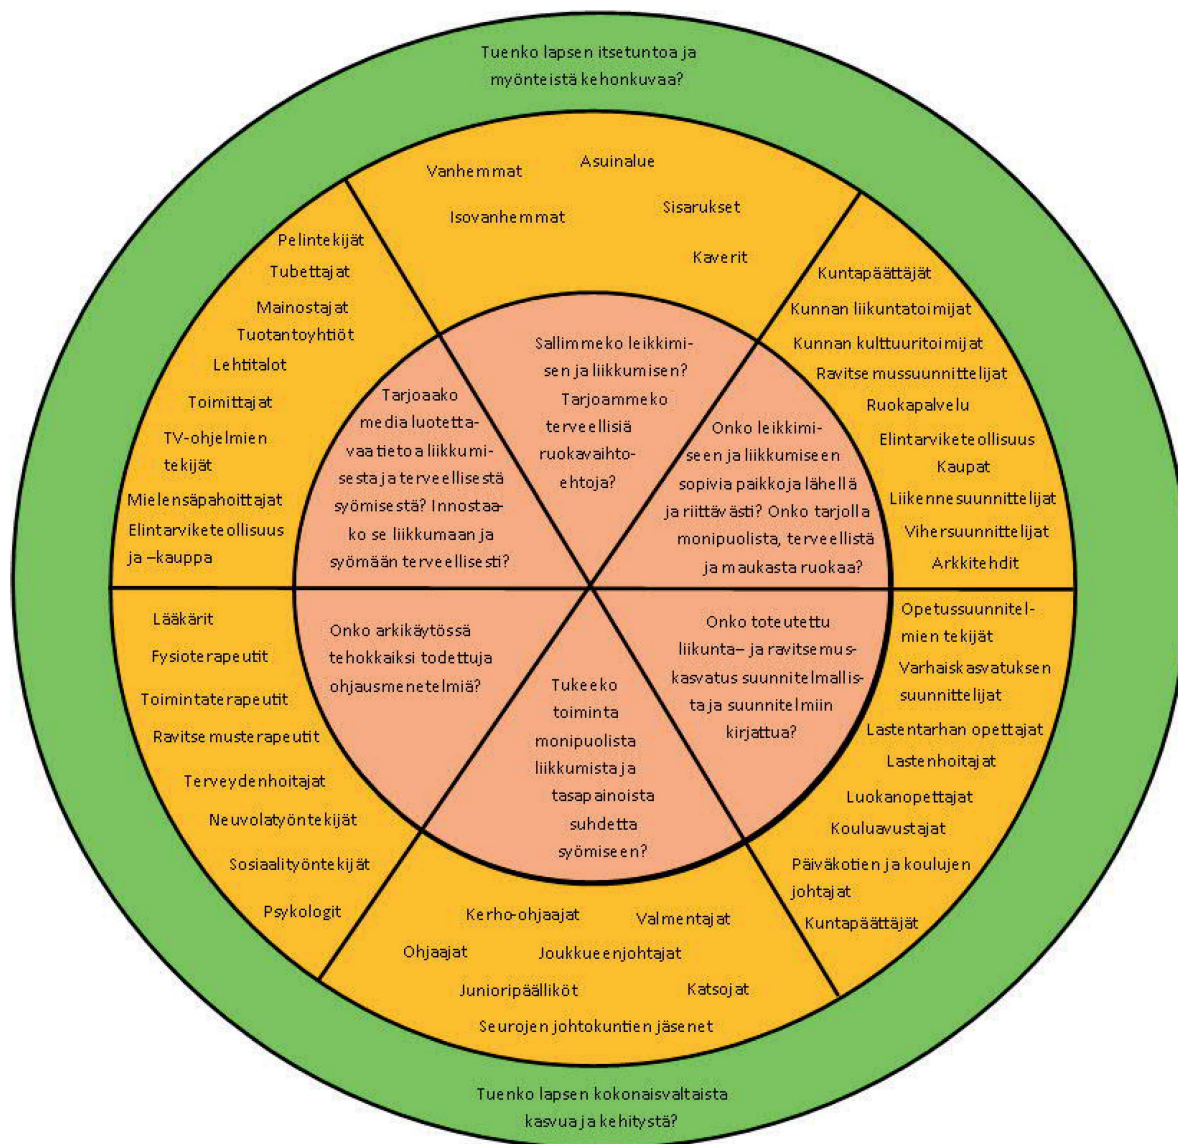 Tuenko lapsen itsetuntoa ja
myönteistä kehonkuvaa?
Vanhemmat
Asuinalue
Isovanhemmat
Sisarukset
Kaverit
Sallimmeko leikkimi-
sen ja liikkumisen?
Tarjoammeko
terveellisiä
ruokavaihto-
ehtoja?
Kuntapäättäjät
Kunnan liikuntatoimijat
Kunnan kulttuuritoimijat
Ravitsemussuunnittelijat
Ruokapalvelu
Elintarviketeollisuus
Kaupat
Liikennesuunnittelijat
Vihersuunnittelijat
Arkkitehdit
Onko leikkimi-
seen ja liikkumiseen
sopivia paikkoja lähellä
ja riittävästi? Onko tarjolla
monipuolista, terveellistä
ja maukasta ruokaa?
Opetussuunnitel-
mien tekijät
Varhaiskasvatuksen
suunnittelijat
Lastentarhan opettajat
Lastenhoitajat
Luokanopettajat
Kouluavustajat
Päiväkotien ja koulujen
johtajat
Kuntapäättäjät
Onko toteutettu
liikunta– ja ravitsemus-
kasvatus suunnitelmallis-
ta ja suunnitelmiin
kirjattua?
Tukeeko
toiminta
monipuolista
liikkumista ja
tasapainoista
suhdetta
syömiseen?
Kerho-ohjaajat
Valmentajat
Ohjaajat
Joukkueenjohtajat
Junioripäälliköt
Katsojat
Seurojen johtokuntien jäsenet
Onko arkikäytössä
tehokkaiksi todettuja
ohjausmenetelmiä?
Lääkärit
Fysioterapeutit
Toimintaterapeutit
Ravitsemusterapeutit
Terveydenhoitajat
Neuvolatyöntekijät
Sosiaalityöntekijät
Psykologit
Pelintekijät
Tubettajat
Mainostajat
Tuotantoyhtiöt
Lehtitalot
Toimittajat
TV-ohjelmien
tekijät
Mielensäpahoittajat
Elintarviketeollisuus
ja –kauppa
Tarjoaako
media luotetta-
vaa tietoa liikkumi-
sesta ja terveellisestä
syömisestä? Innostaa-
ko se liikkumaan ja
syömään terveellisesti?
Tuenko lapsen kokonaisvaltaista
kasvua ja kehitystä?